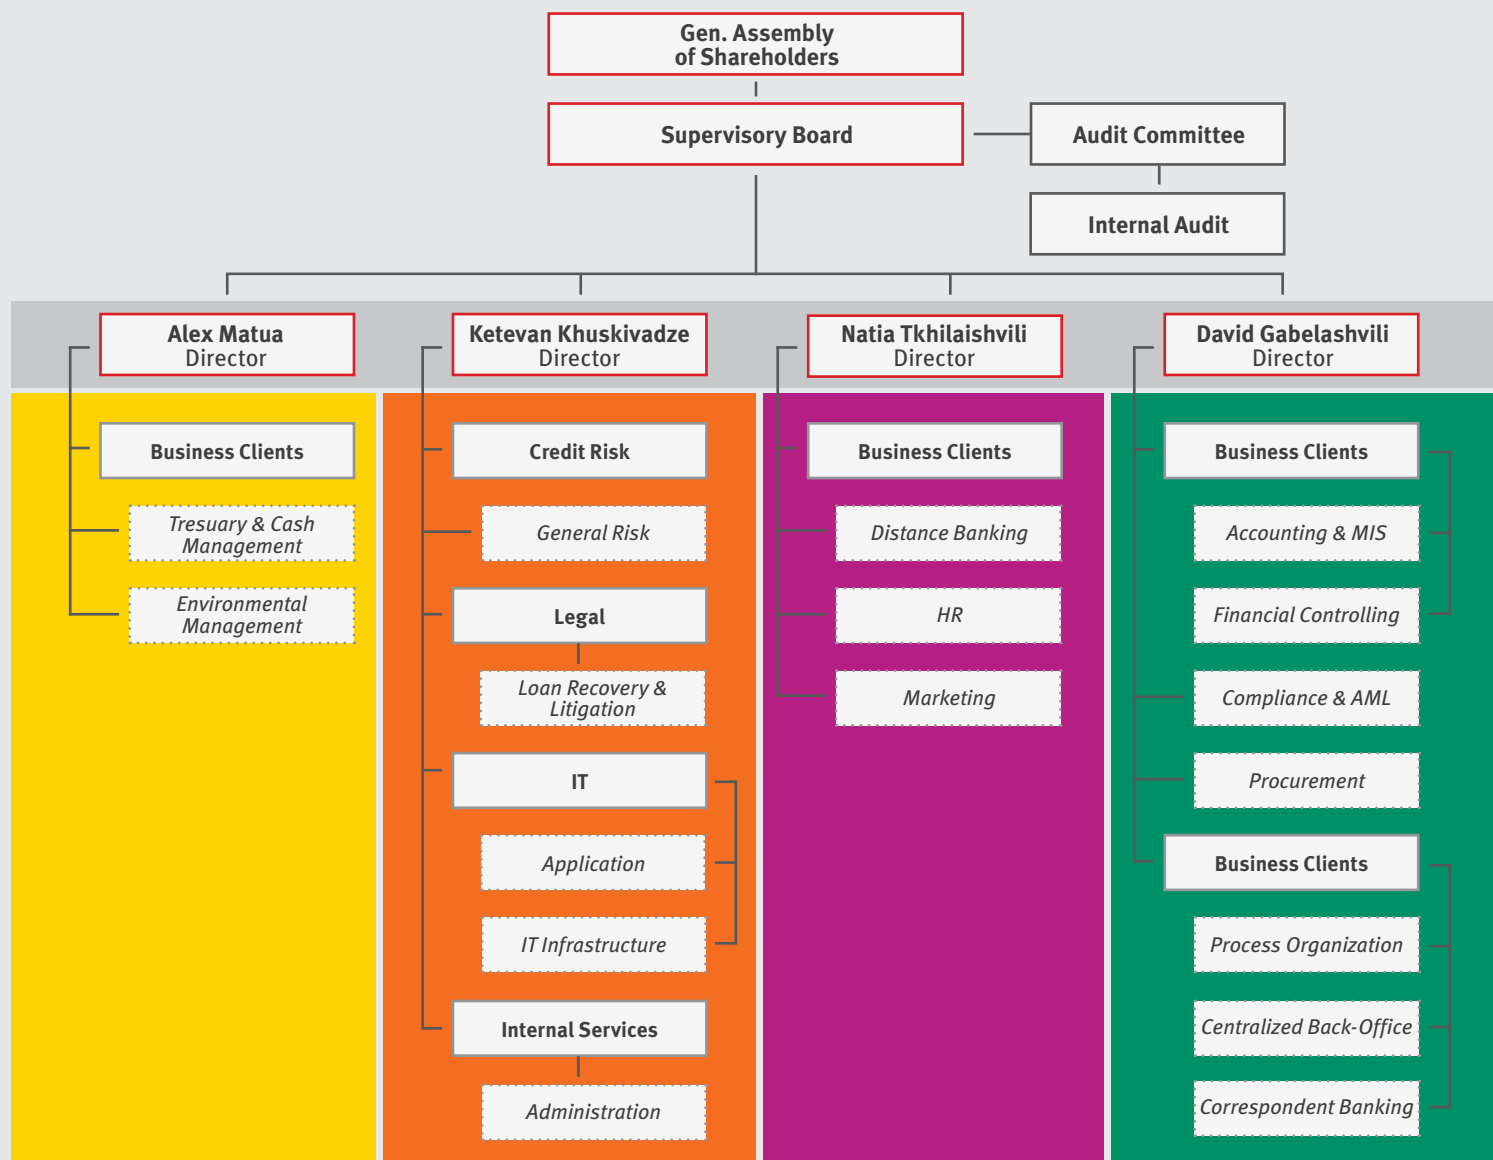 Gen. Assembly
of Shareholders
Supervisory Board
Audit Committee
Internal Audit
Alex Matua
Director
Business Clients
Tresuary & Cash
Management
Environmental
Management
Ketevan Khuskivadze
Director
Credit Risk
General Risk
Legal
Loan Recovery &
Litigation
IT
Application
IT Infrastructure
Internal Services
Administration
Natia Tkhilaishvili
Director
Business Clients
Distance Banking
HR
Marketing
David Gabelashvili
Director
Business Clients
Accounting & MIS
Financial Controlling
Compliance & AML
Procurement
Business Clients
Process Organization
Centralized Back-Office
Correspondent Banking